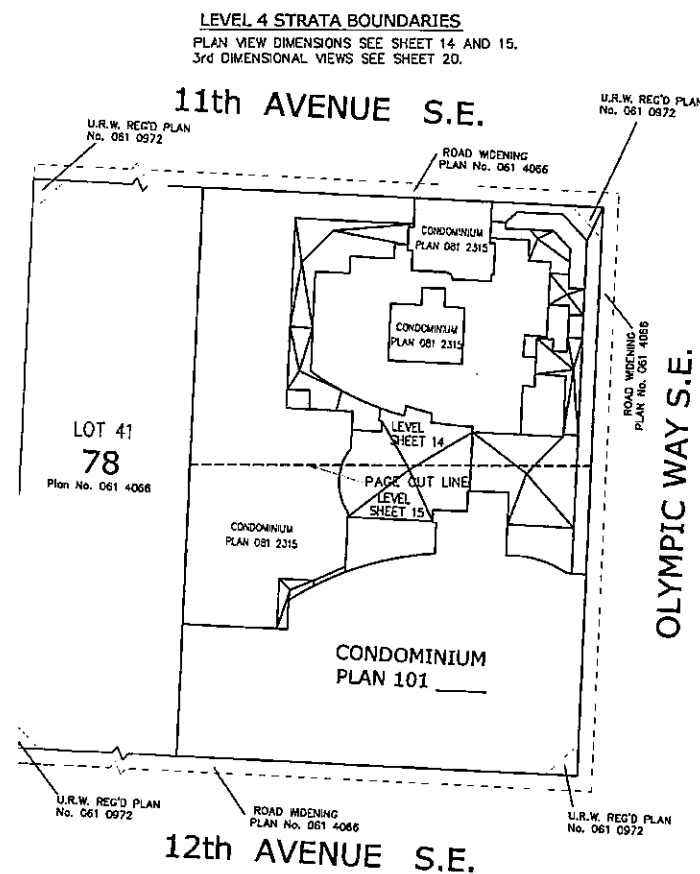 LEVEL 4 STRATA BOUNDARIES
PLAN VIEW DIMENSIONS SEE SHEET 14 AND 15.
3rd DIMENSIONAL VIEWS SEE SHEET 20.
11th AVENUE S.E.
U.R.W. REG'D PLAN
No. 061 0972
U.R.W. REG'D PLAN
No. 061 0972
ROAD WIDENING
PLAN No. 061 4066
CONDOMINIUM
PLAN 081 2315
CONDOMINIUM
PLAN 081 2315
ROAD WIDENING
PLAN No. 061 4066
OLYMPIC WAY S.E.
LOT 41
78
Plan No. 061 4066
LEVEL
SHEET 14
PAGE CUT LINE
LEVEL
SHEET 15
CONDOMINIUM
PLAN 081 2315
CONDOMINIUM
PLAN 101 ____
U.R.W. REG'D PLAN
No. 061 0972
ROAD WIDENING
PLAN No. 061 4066
U.R.W. REG'D PLAN
No. 061 0972
12th AVENUE S.E.